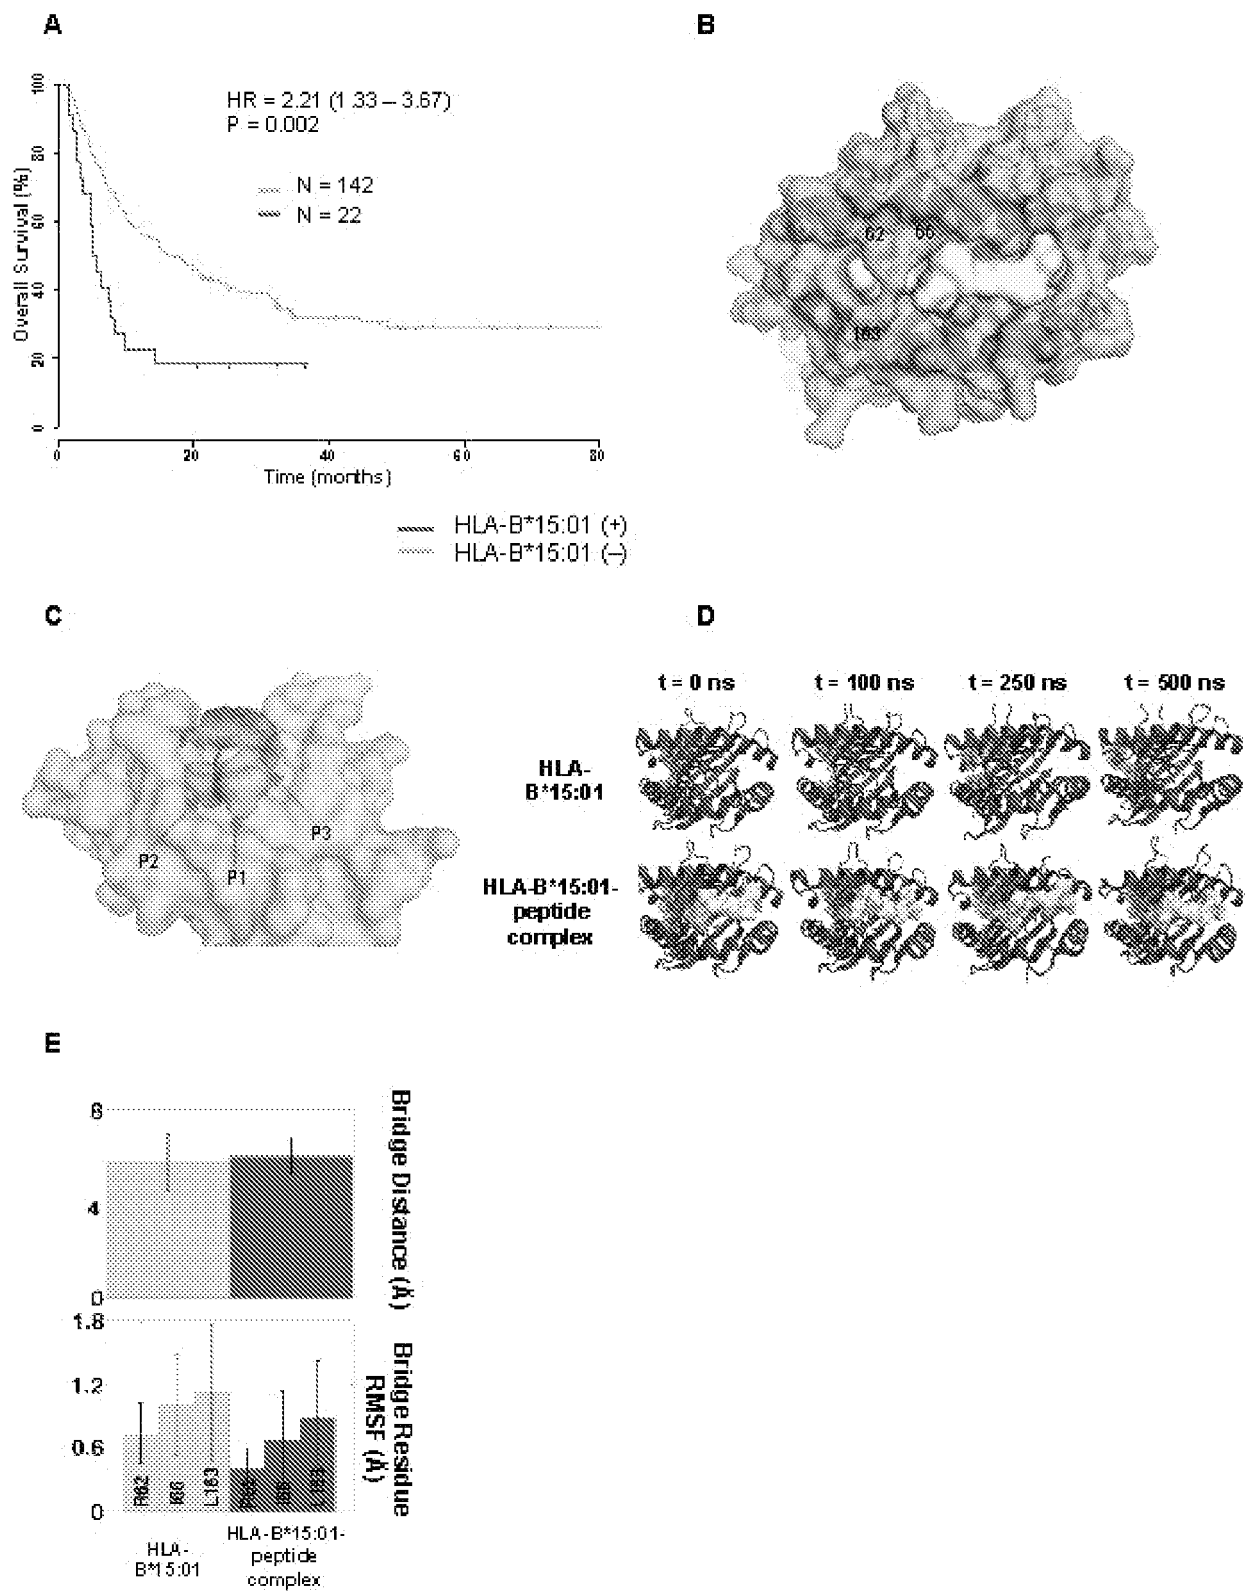 A
B
100
80
60
40
20
0
Overall Survival (%)
HR = 2.21 (1.33 – 3.67)
P = 0.002
N = 142
N = 22
0 20 40 60 80
Time (months)
HLA-B*15:01 (+)
HLA-B*15:01 (–)
62
66
163
C
P2
P1
P3
D
t = 0 ns t = 100 ns t = 250 ns t = 500 ns
HLA-
B*15:01
HLA-B*15:01-
peptide
complex
E
8
4
0
Bridge Distance (Å)
1.8
1.2
0.6
0
Bridge Residue
RMSF (Å)
R62
I66
L163
R62
I66
L163
HLA-
B*15:01
HLA-B*15:01-
peptide
complex